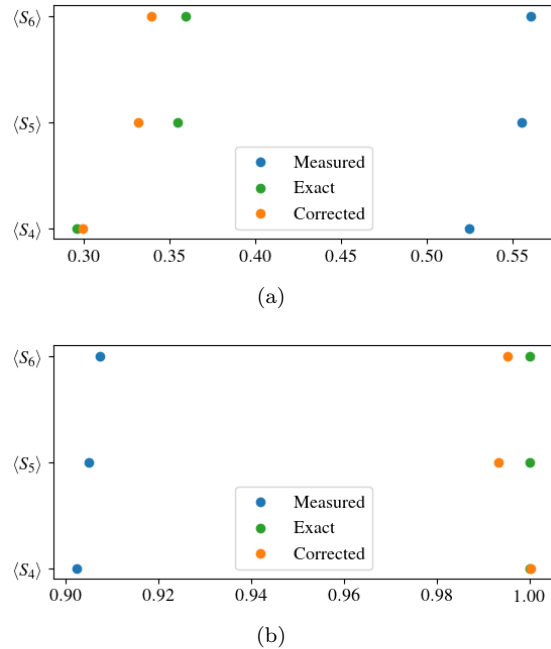 ⟨S₆⟩
⟨S₅⟩
⟨S₄⟩
Measured
Exact
Corrected
0.30 0.35 0.40 0.45 0.50 0.55
(a)
⟨S₆⟩
⟨S₅⟩
⟨S₄⟩
Measured
Exact
Corrected
0.90 0.92 0.94 0.96 0.98 1.00
(b)